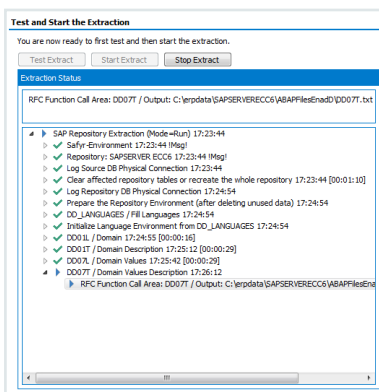 Test and Start the Extraction
You are now ready to first test and then start the extraction.
Test Extract Start Extract Stop Extract
Extraction Status
RFC Function Call Area: DD07T / Output: C:\erpdata\SAPSERVERECC6\ABAPFilesEnaD\DD07T.txt
SAP Repository Extraction (Mode=Run) 17:23:44
Safyr-Environment 17:23:44 !Msg!
Repository: SAPSERVER ECC6 17:23:44 !Msg!
Log Source DB Physical Connection 17:23:44
Clear affected repository tables or recreate the whole repository 17:23:44 [00:01:10]
Log Repository DB Physical Connection 17:24:54
Prepare the Repository Environment (after deleting unused data) 17:24:54
DD_LANGUAGES / Fill Languages 17:24:54
Initialize Language Environment from DD_LANGUAGES 17:24:54
DD01L / Domain 17:24:55 [00:00:16]
DD01T / Domain Description 17:25:12 [00:00:29]
DD07L / Domain Values 17:25:42 [00:00:29]
DD07T / Domain Values Description 17:26:12
RFC Function Call Area: DD07T / Output: C:\erpdata\SAPSERVERECC6\ABAPFilesEna